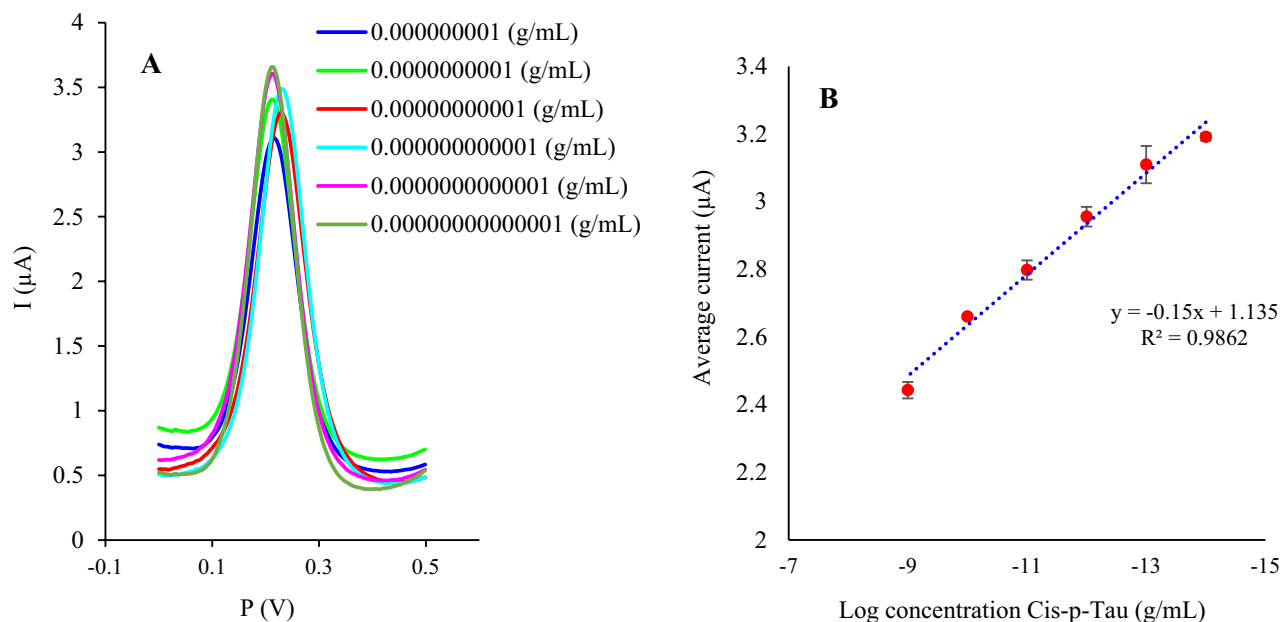 A
I (µA)
4
3.5
3
2.5
2
1.5
1
0.5
0
-0.1
0.1
0.3
0.5
P (V)
0.000000001 (g/mL)
0.0000000001 (g/mL)
0.00000000001 (g/mL)
0.000000000001 (g/mL)
0.0000000000001 (g/mL)
0.00000000000001 (g/mL)
B
Average current (µA)
3.4
3.2
3
2.8
2.6
2.4
2.2
2
y = -0.15x + 1.135
R² = 0.9862
-7
-9
-11
-13
-15
Log concentration Cis-p-Tau (g/mL)